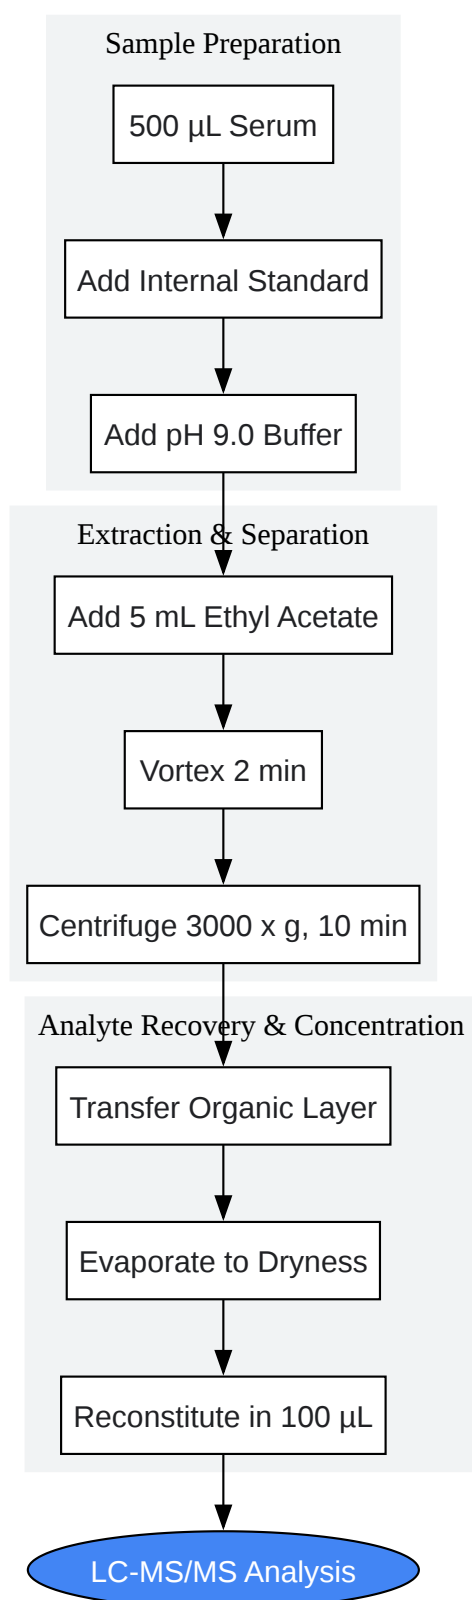 Sample Preparation
500 µL Serum
Add Internal Standard
Add pH 9.0 Buffer
Extraction & Separation
Add 5 mL Ethyl Acetate
Vortex 2 min
Centrifuge 3000 x g, 10 min
Analyte Recovery & Concentration
Transfer Organic Layer
Evaporate to Dryness
Reconstitute in 100 µL
LC-MS/MS Analysis